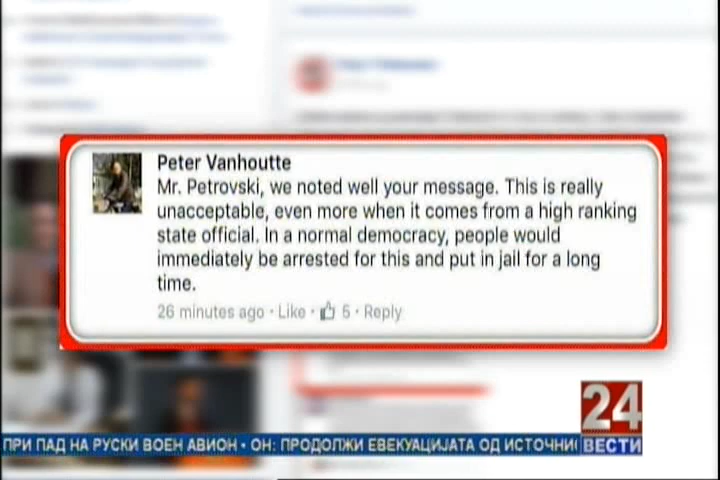 Peter Vanhoutte
Mr. Petrovski, we noted well your message. This is really
unacceptable, even more when it comes from a high ranking
state official. In a normal democracy, people would
immediately be arrested for this and put in jail for a long
time.
26 minutes ago · Like · 5 · Reply
24
ВЕСТИ
ПРИ ПАД НА РУСКИ ВОЕН АВИОН • ОН: ПРОДОЛЖИ ЕВЕКУАЦИЈАТА ОД ИСТОЧНИ